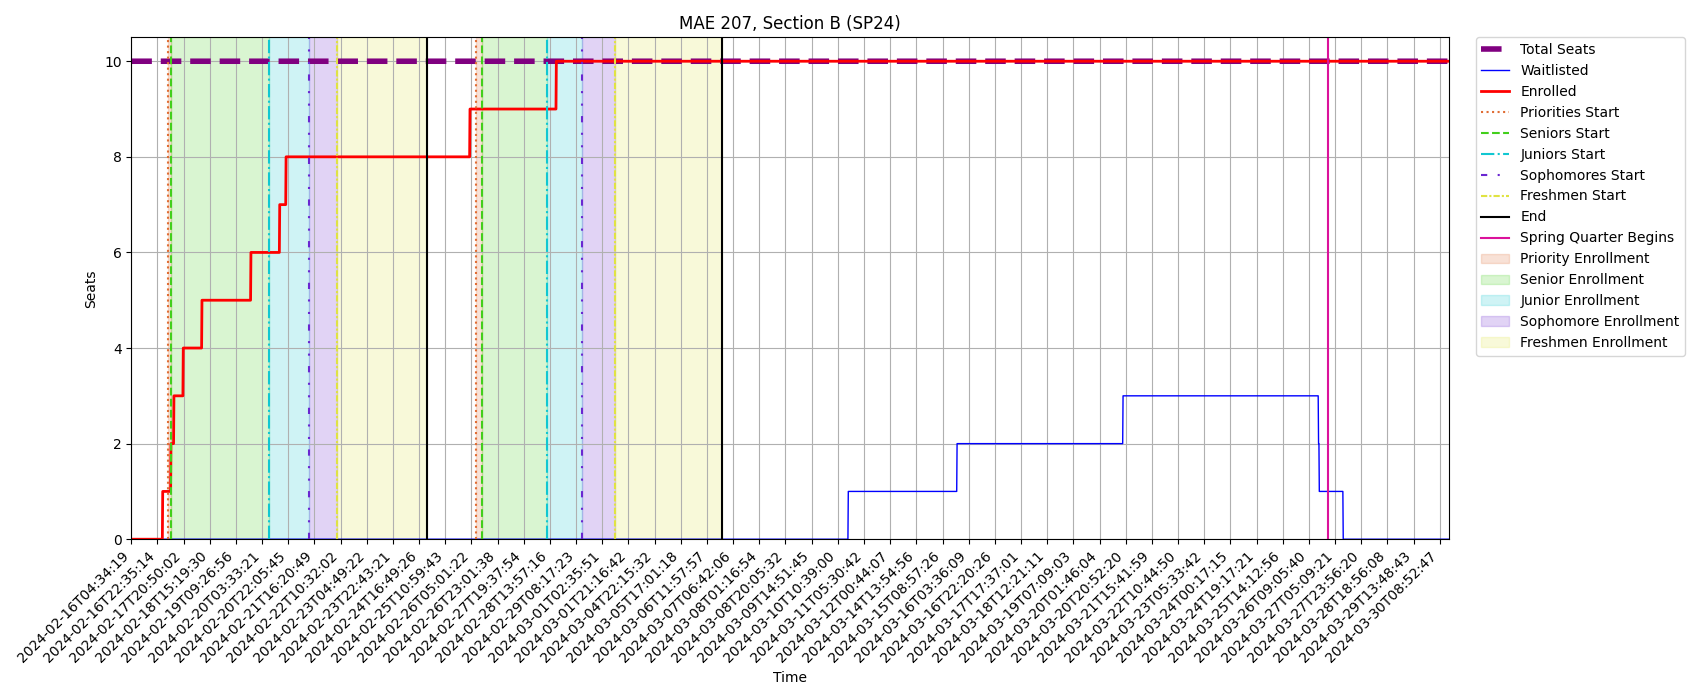 MAE 207, Section B (SP24)
Seats
10
8
6
4
2
0
2024-02-16T04:34:19
2024-02-16T22:35:14
2024-02-17T20:50:02
2024-02-18T15:19:30
2024-02-19T09:26:56
2024-02-20T03:33:21
2024-02-20T22:05:45
2024-02-21T16:20:49
2024-02-22T10:32:02
2024-02-23T04:49:22
2024-02-23T22:43:21
2024-02-24T16:49:26
2024-02-25T10:59:43
2024-02-26T05:01:22
2024-02-26T23:01:38
2024-02-27T19:37:54
2024-02-28T13:57:16
2024-02-29T08:17:23
2024-03-01T02:35:51
2024-03-01T21:16:42
2024-03-04T22:15:32
2024-03-05T17:01:18
2024-03-06T11:57:57
2024-03-07T06:42:06
2024-03-08T01:16:54
2024-03-08T20:05:32
2024-03-09T14:51:45
2024-03-10T10:39:00
2024-03-11T05:30:42
2024-03-12T00:44:07
2024-03-14T13:54:56
2024-03-15T08:57:26
2024-03-16T03:36:09
2024-03-16T22:20:26
2024-03-17T17:37:01
2024-03-18T12:21:11
2024-03-19T07:09:03
2024-03-20T01:46:04
2024-03-20T20:52:20
2024-03-21T15:41:59
2024-03-22T10:44:50
2024-03-23T05:33:42
2024-03-24T00:17:15
2024-03-24T19:17:21
2024-03-25T14:12:56
2024-03-26T09:05:40
2024-03-27T05:09:21
2024-03-27T23:56:20
2024-03-28T18:56:08
2024-03-29T13:48:43
2024-03-30T08:52:47
Time
Total Seats
Waitlisted
Enrolled
Priorities Start
Seniors Start
Juniors Start
Sophomores Start
Freshmen Start
End
Spring Quarter Begins
Priority Enrollment
Senior Enrollment
Junior Enrollment
Sophomore Enrollment
Freshmen Enrollment